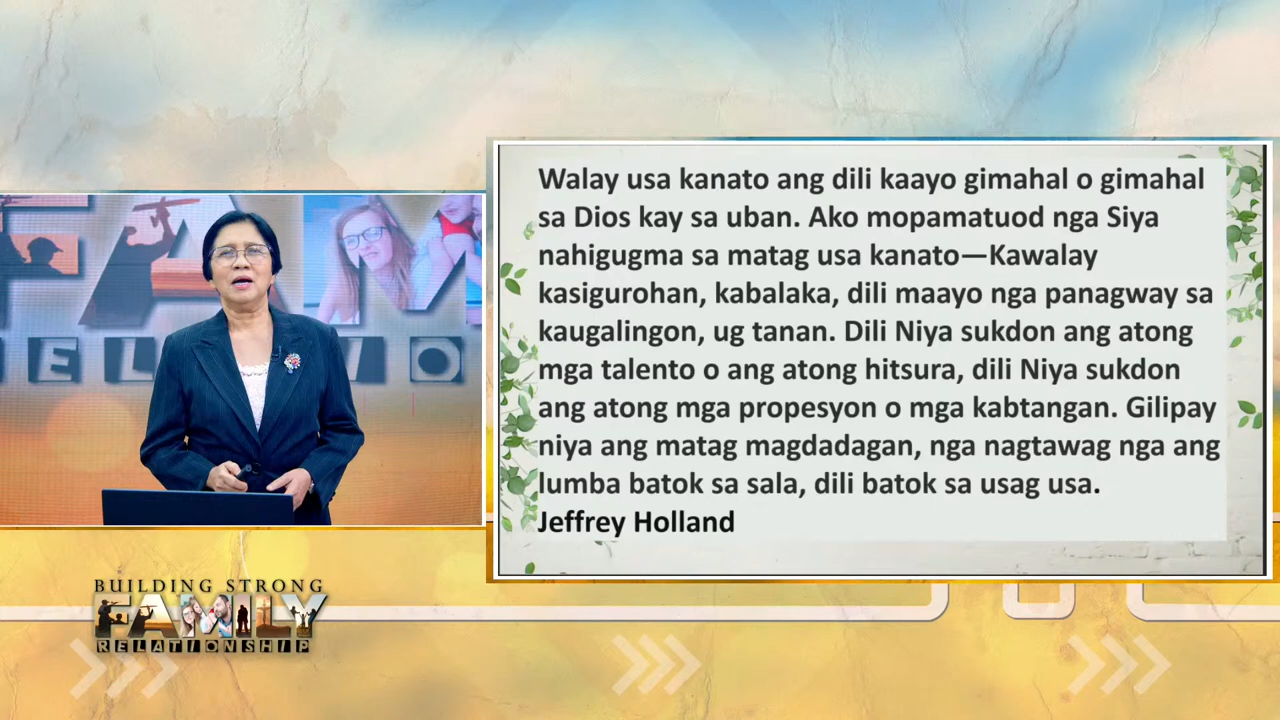 Walay usa kanato ang dili kaayo gimahal o gimahal
sa Dios kay sa uban. Ako mopamatuod nga Siya
nahigugma sa matag usa kanato—Kawalay
kasigurohan, kabalaka, dili maayo nga panagway sa
kaugalingon, ug tanan. Dili Niya sukdon ang atong
mga talento o ang atong hitsura, dili Niya sukdon
ang atong mga propesyon o mga kabtangan. Gilipay
niya ang matag magdadagan, nga nagtawag nga ang
lumba batok sa sala, dili batok sa usag usa.
Jeffrey Holland
BUILDING STRONG
FAMILY
RELATIONSHIP